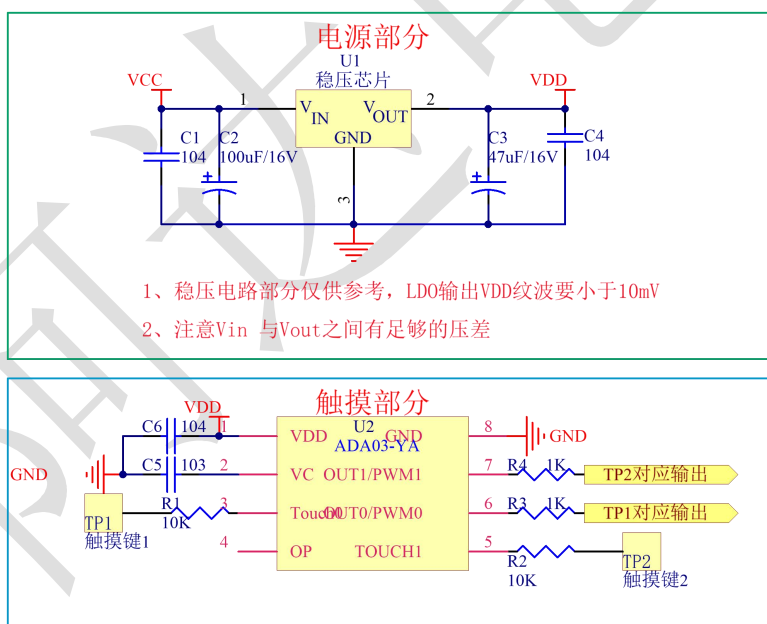 电源部分
U1
稳压芯片
VCC
VDD
1
2
VIN
VOUT
GND
3
C1
104
C2
100uF/16V
C3
47uF/16V
C4
104
1、稳压电路部分仅供参考，LDO输出VDD纹波要小于10mV
2、注意Vin 与Vout之间有足够的压差
触摸部分
VDD
U2
ADA03-YA
C6
104
1
VDD
GND
8
GND
GND
C5
103
2
VC
OUT1/PWM1
7
R4
1K
TP2对应输出
TP1
触摸键1
R1
10K
3
Touch0
OUT0/PWM0
6
R3
1K
TP1对应输出
4
OP
TOUCH1
5
R2
10K
TP2
触摸键2